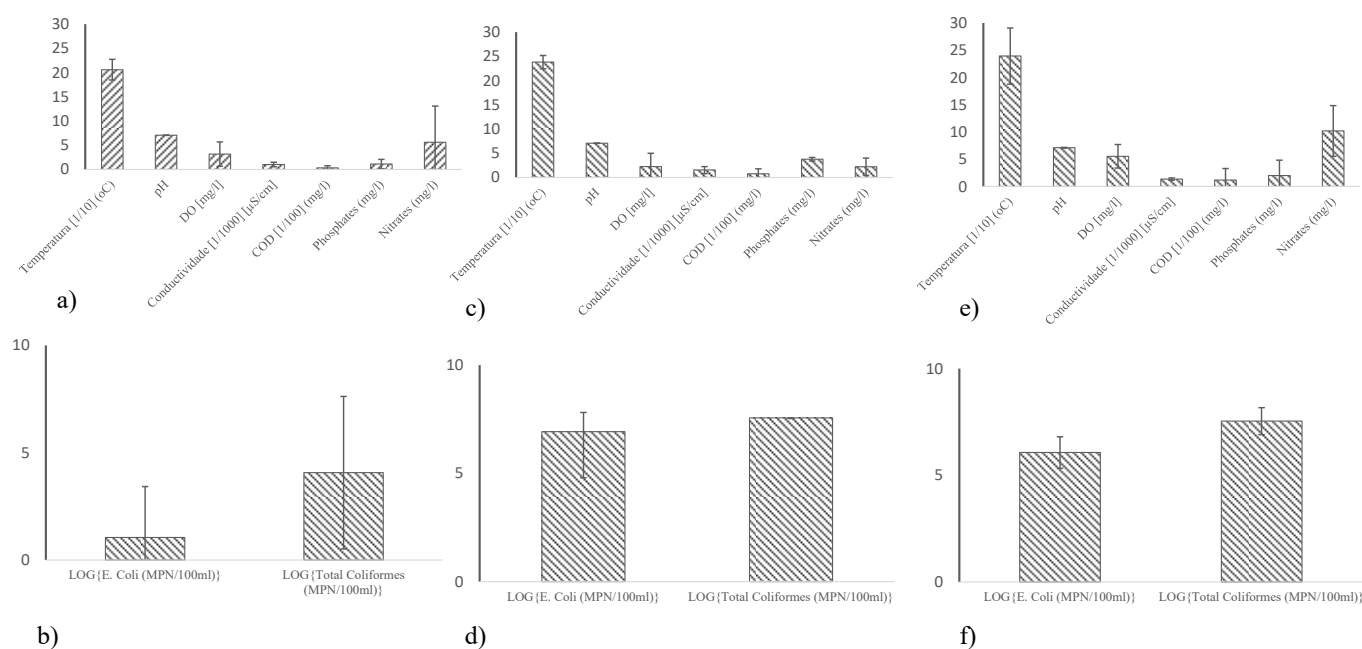 30
25
20
15
10
5
0
Temperatura [1/10] (oC)
pH
DO [mg/l]
Conductividade [1/1000] [µS/cm]
COD [1/100] (mg/l)
Phosphates (mg/l)
Nitrates (mg/l)
a)
30
25
20
15
10
5
0
Temperatura [1/10] (oC)
pH
DO [mg/l]
Conductividade [1/1000] [µS/cm]
COD [1/100] (mg/l)
Phosphates (mg/l)
Nitrates (mg/l)
c)
30
25
20
15
10
5
0
Temperatura [1/10] (oC)
pH
DO [mg/l]
Conductividade [1/1000] [µS/cm]
COD [1/100] (mg/l)
Phosphates (mg/l)
Nitrates (mg/l)
e)
10
5
0
LOG{E. Coli (MPN/100ml)}
LOG{Total Coliformes
(MPN/100ml)}
b)
10
5
0
LOG{E. Coli (MPN/100ml)}
LOG{Total Coliformes (MPN/100ml)}
d)
10
5
0
LOG{E. Coli (MPN/100ml)}
LOG{Total Coliformes (MPN/100ml)}
f)